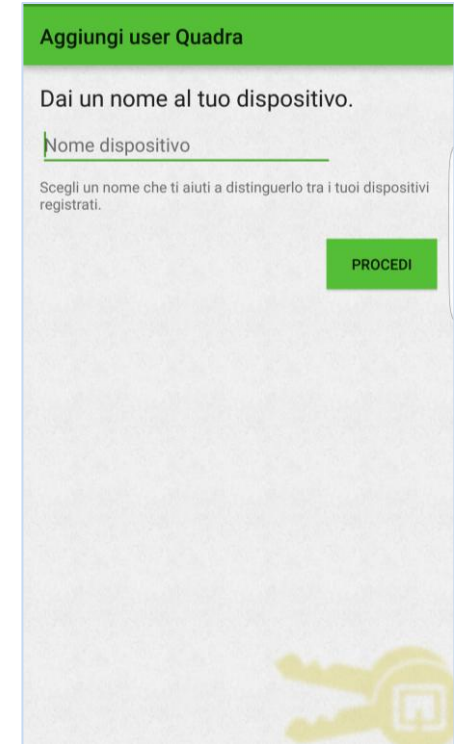 Aggiungi user Quadra
Dai un nome al tuo dispositivo.
Nome dispositivo
Scegli un nome che ti aiuti a distinguerlo tra i tuoi dispositivi
registrati.
PROCEDI